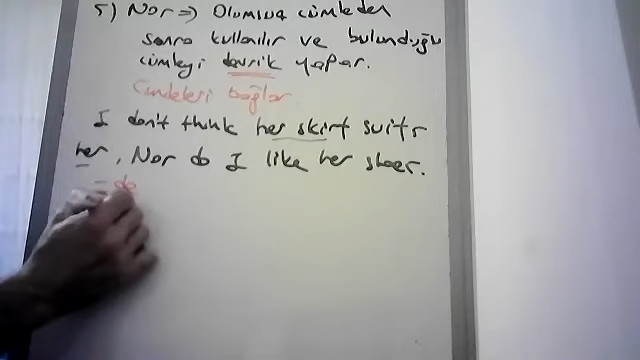 5) Nor => Olumsuz cümleden
sonra kullanılır ve bulunduğu
cümleyi devrik yapar.
Cümleleri bağlar
I don't think her skirt suits
her, Nor do I like her shoes.
= do